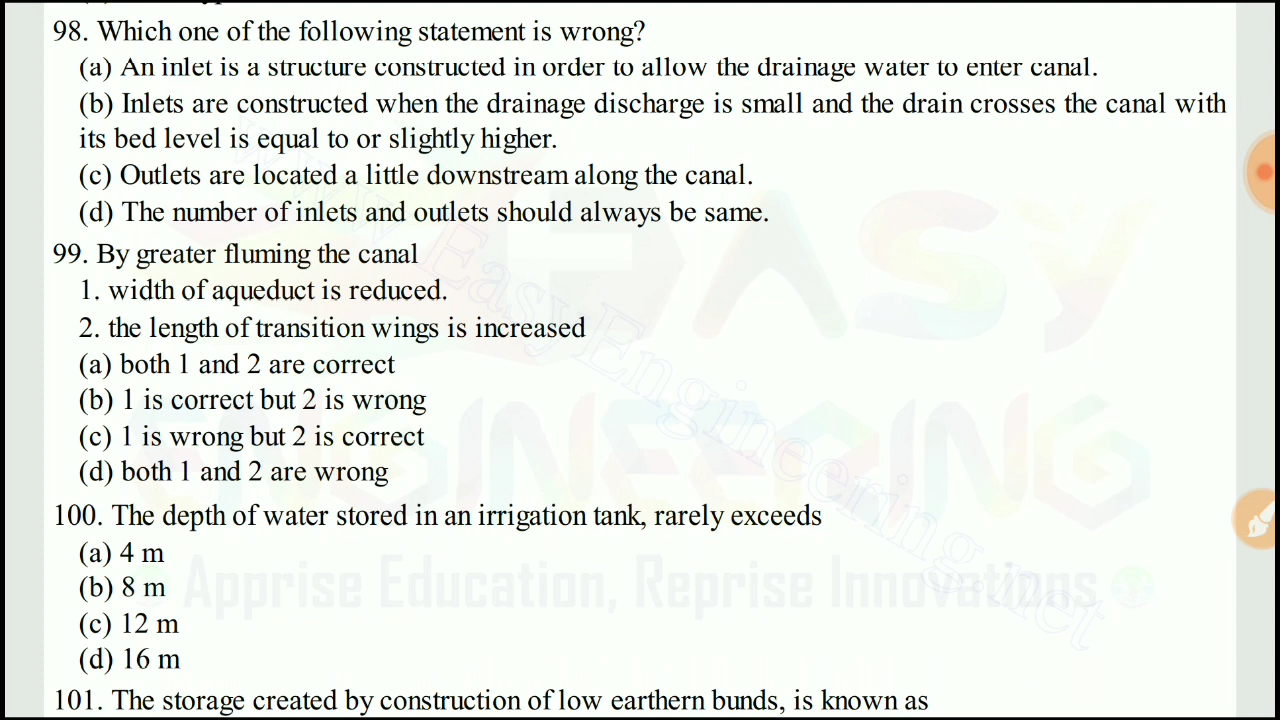 98. Which one of the following statement is wrong?
(a) An inlet is a structure constructed in order to allow the drainage water to enter canal.
(b) Inlets are constructed when the drainage discharge is small and the drain crosses the canal with
its bed level is equal to or slightly higher.
(c) Outlets are located a little downstream along the canal.
(d) The number of inlets and outlets should always be same.
99. By greater fluming the canal
1. width of aqueduct is reduced.
2. the length of transition wings is increased
(a) both 1 and 2 are correct
(b) 1 is correct but 2 is wrong
(c) 1 is wrong but 2 is correct
(d) both 1 and 2 are wrong
100. The depth of water stored in an irrigation tank, rarely exceeds
(a) 4 m
(b) 8 m
(c) 12 m
(d) 16 m
101. The storage created by construction of low earthern bunds, is known as
www.EasyEngineering.net
EASY
ENGINEERING
Apprise Education, Reprise Innovations